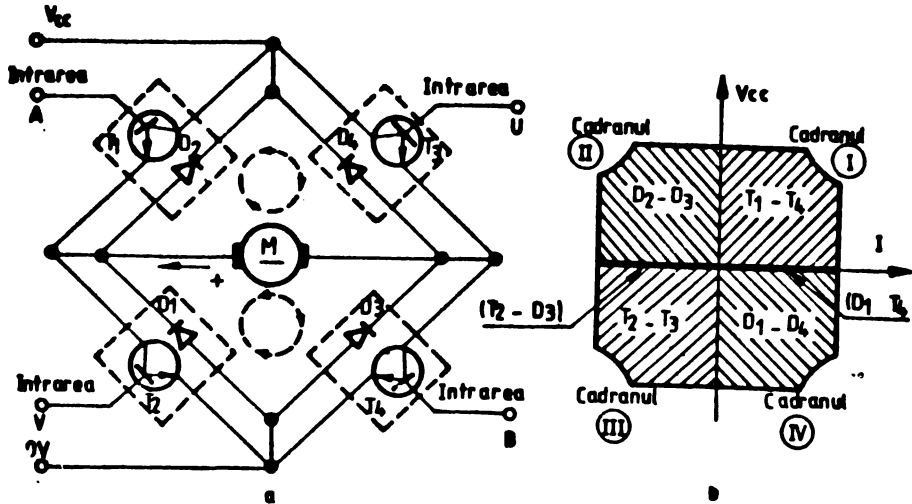 Vcc
Intrarea
A
T1
D2
D4
T3
Intrarea
U
M
+
D1
D3
T2
T4
Intrarea
V
0V
Intrarea
B
a
Vcc
Cadranul
II
Cadranul
I
D2 - D3
T1 - T4
I
(T2 - D3)
T2 - T3
D1 - D4
(D1
Cadranul
III
Cadranul
IV
b